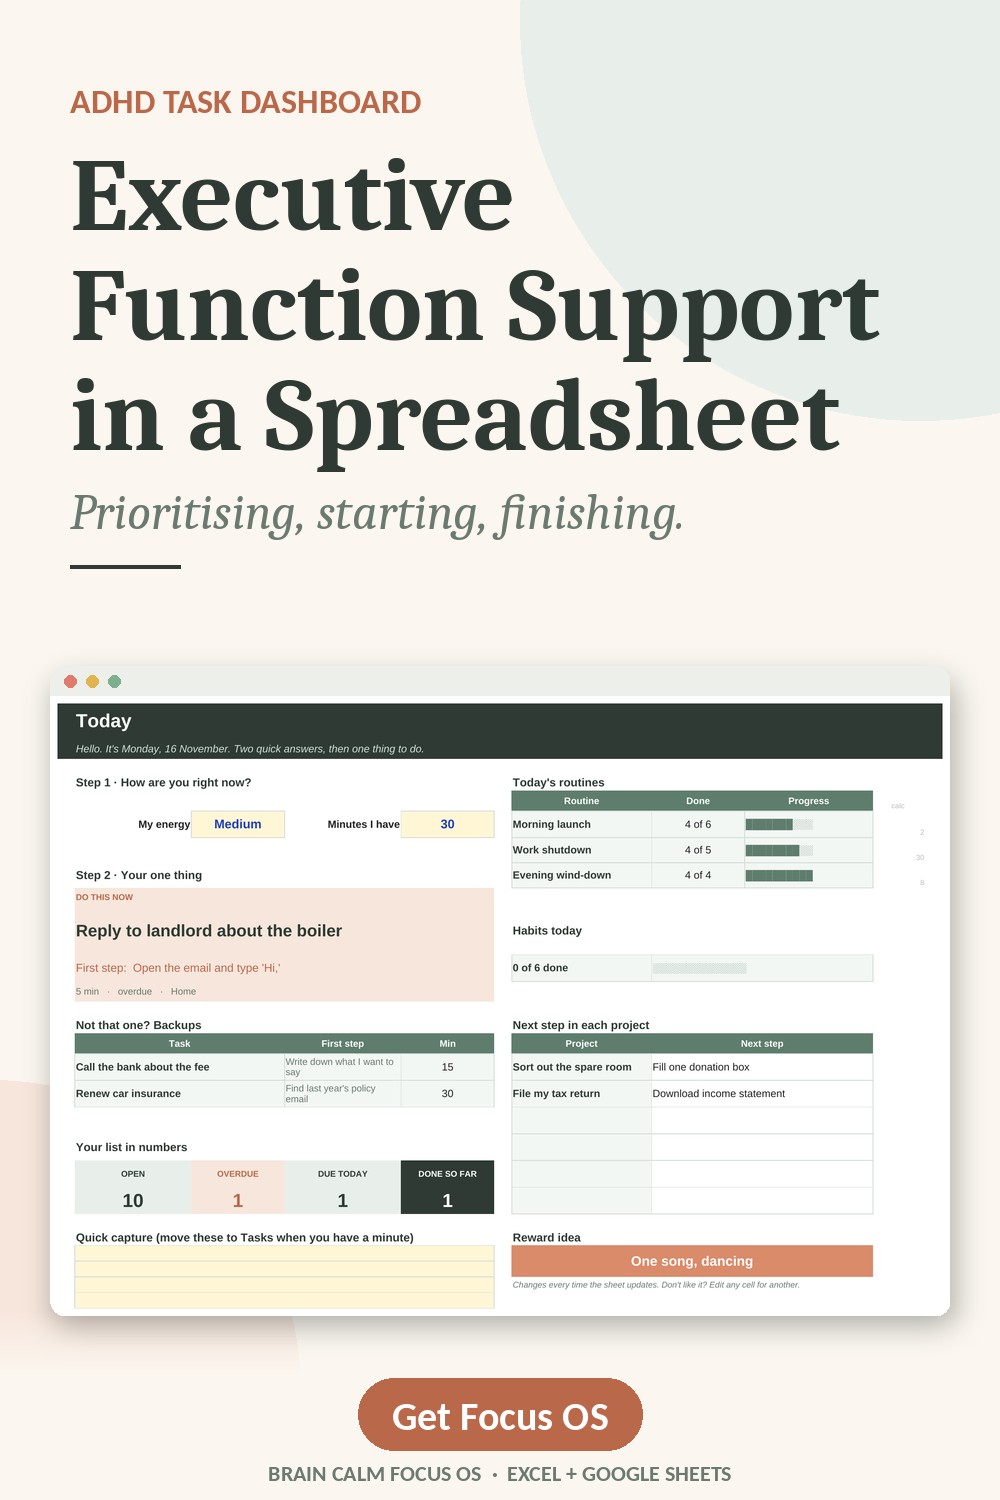 ADHD TASK DASHBOARD
Executive
Function Support
in a Spreadsheet
Prioritising, starting, finishing.
Today
Hello. It's Monday, 16 November. Two quick answers, then one thing to do.
Step 1 · How are you right now?
My energy Medium Minutes I have 30
Step 2 · Your one thing
DO THIS NOW
Reply to landlord about the boiler
First step: Open the email and type 'Hi,'
5 min · overdue · Home
Not that one? Backups
Task First step Min
Call the bank about the fee Write down what I want to say 15
Renew car insurance Find last year's policy email 30
Your list in numbers
OPEN OVERDUE DUE TODAY DONE SO FAR
10 1 1 1
Quick capture (move these to Tasks when you have a minute)
Today's routines
Routine Done Progress
Morning launch 4 of 6
Work shutdown 4 of 5
Evening wind-down 4 of 4
calc
2
30
8
Habits today
0 of 6 done
Next step in each project
Project Next step
Sort out the spare room Fill one donation box
File my tax return Download income statement
Reward idea
One song, dancing
Changes every time the sheet updates. Don't like it? Edit any cell for another.
Get Focus OS
BRAIN CALM FOCUS OS · EXCEL + GOOGLE SHEETS